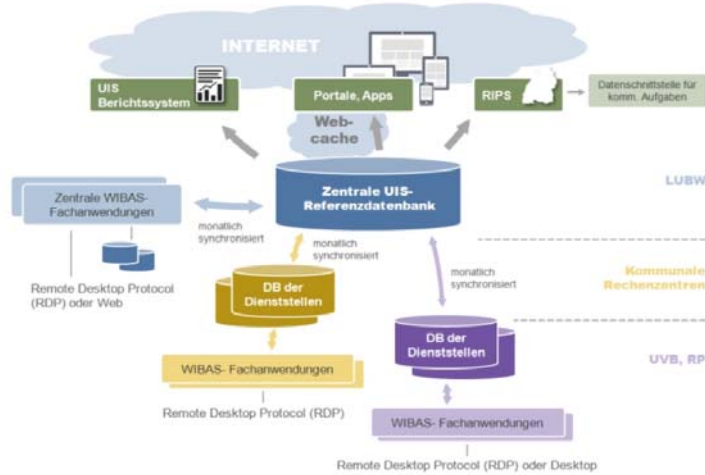 INTERNET
UIS
Berichtssystem
Portale, Apps
RIPS
Datenschnittstelle für
komm. Aufgaben
Web-
cache
Zentrale UIS-
Referenzdatenbank
LUBW
Zentrale WIBAS-
Fachanwendungen
monatlich
synchronisiert
monatlich
synchronisiert
monatlich
synchronisiert
Kommunale
Rechenzentren
Remote Desktop Protocol
(RDP) oder Web
DB der
Dienststellen
DB der
Dienststellen
UVB, RP
WIBAS- Fachanwendungen
Remote Desktop Protocol (RDP)
WIBAS- Fachanwendungen
Remote Desktop Protocol (RDP) oder Desktop